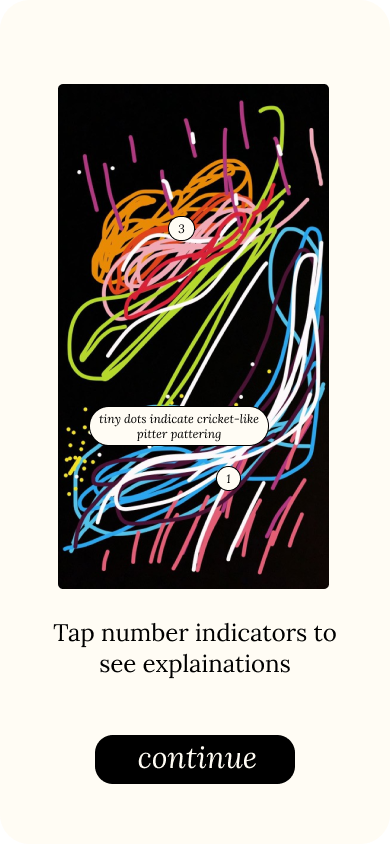 3
tiny dots indicate cricket-like
pitter pattering
1
Tap number indicators to
see explainations
continue